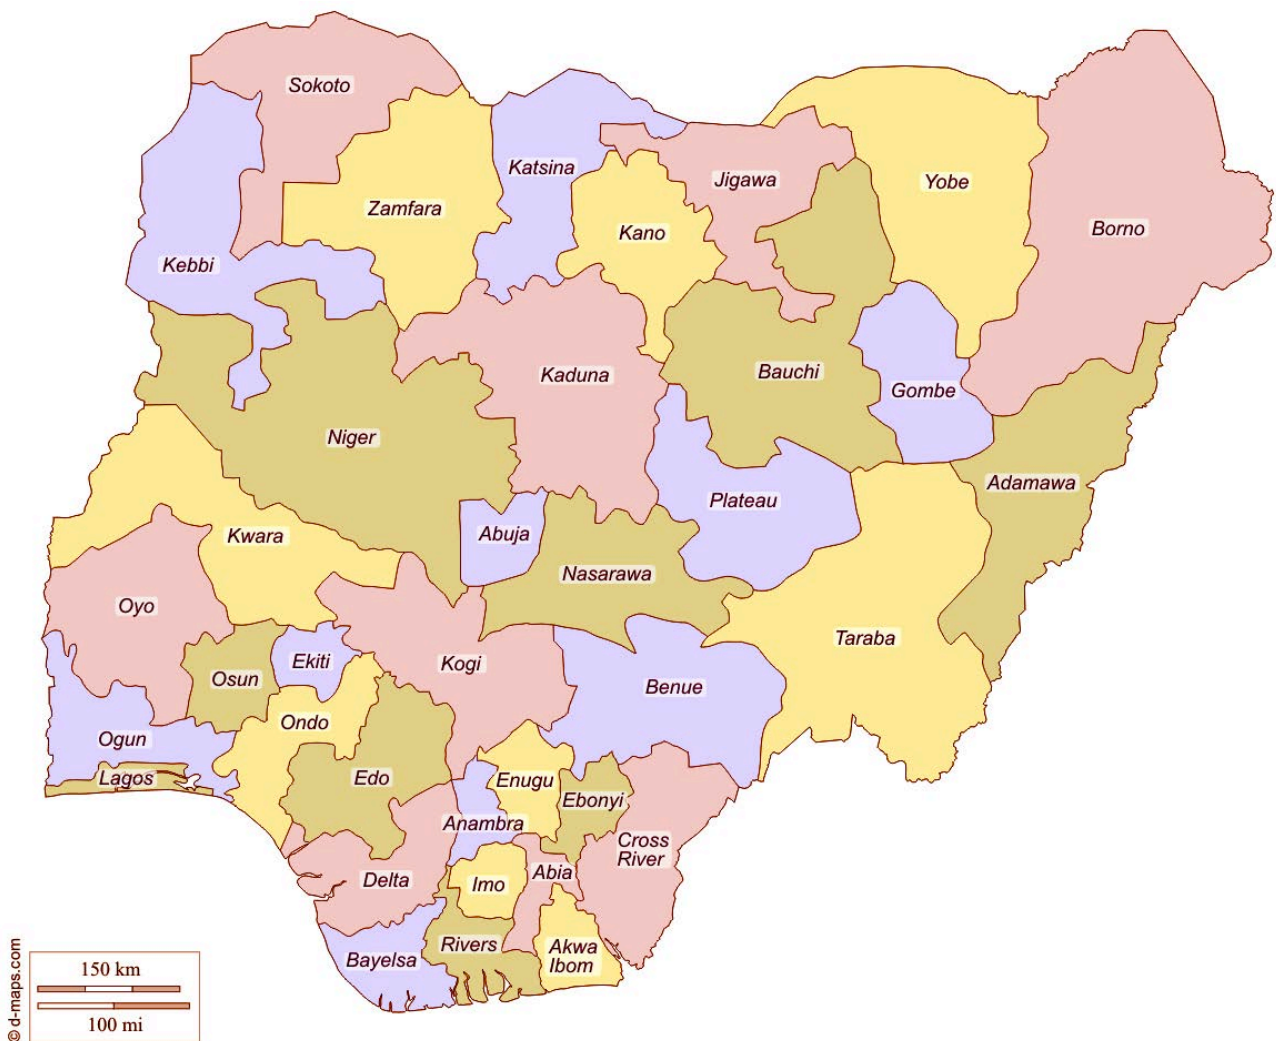 Sokoto
Katsina
Jigawa
Yobe
Zamfara
Borno
Kano
Kebbi
Kaduna
Bauchi
Gombe
Niger
Adamawa
Plateau
Abuja
Kwara
Nasarawa
Oyo
Taraba
Ekiti
Kogi
Osun
Benue
Ondo
Ogun
Lagos
Edo
Enugu
Ebonyi
Anambra
Cross
River
Delta
Imo
Abia
Rivers
Akwa
Ibom
Bayelsa
150 km
100 mi
© d-maps.com